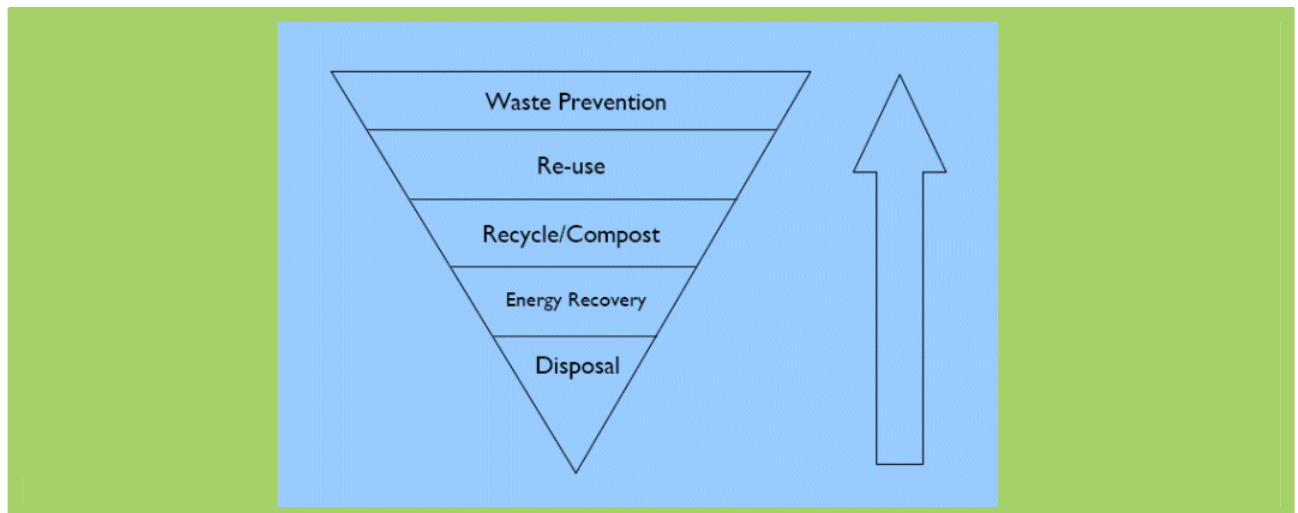 Waste Prevention
Re-use
Recycle/Compost
Energy Recovery
Disposal